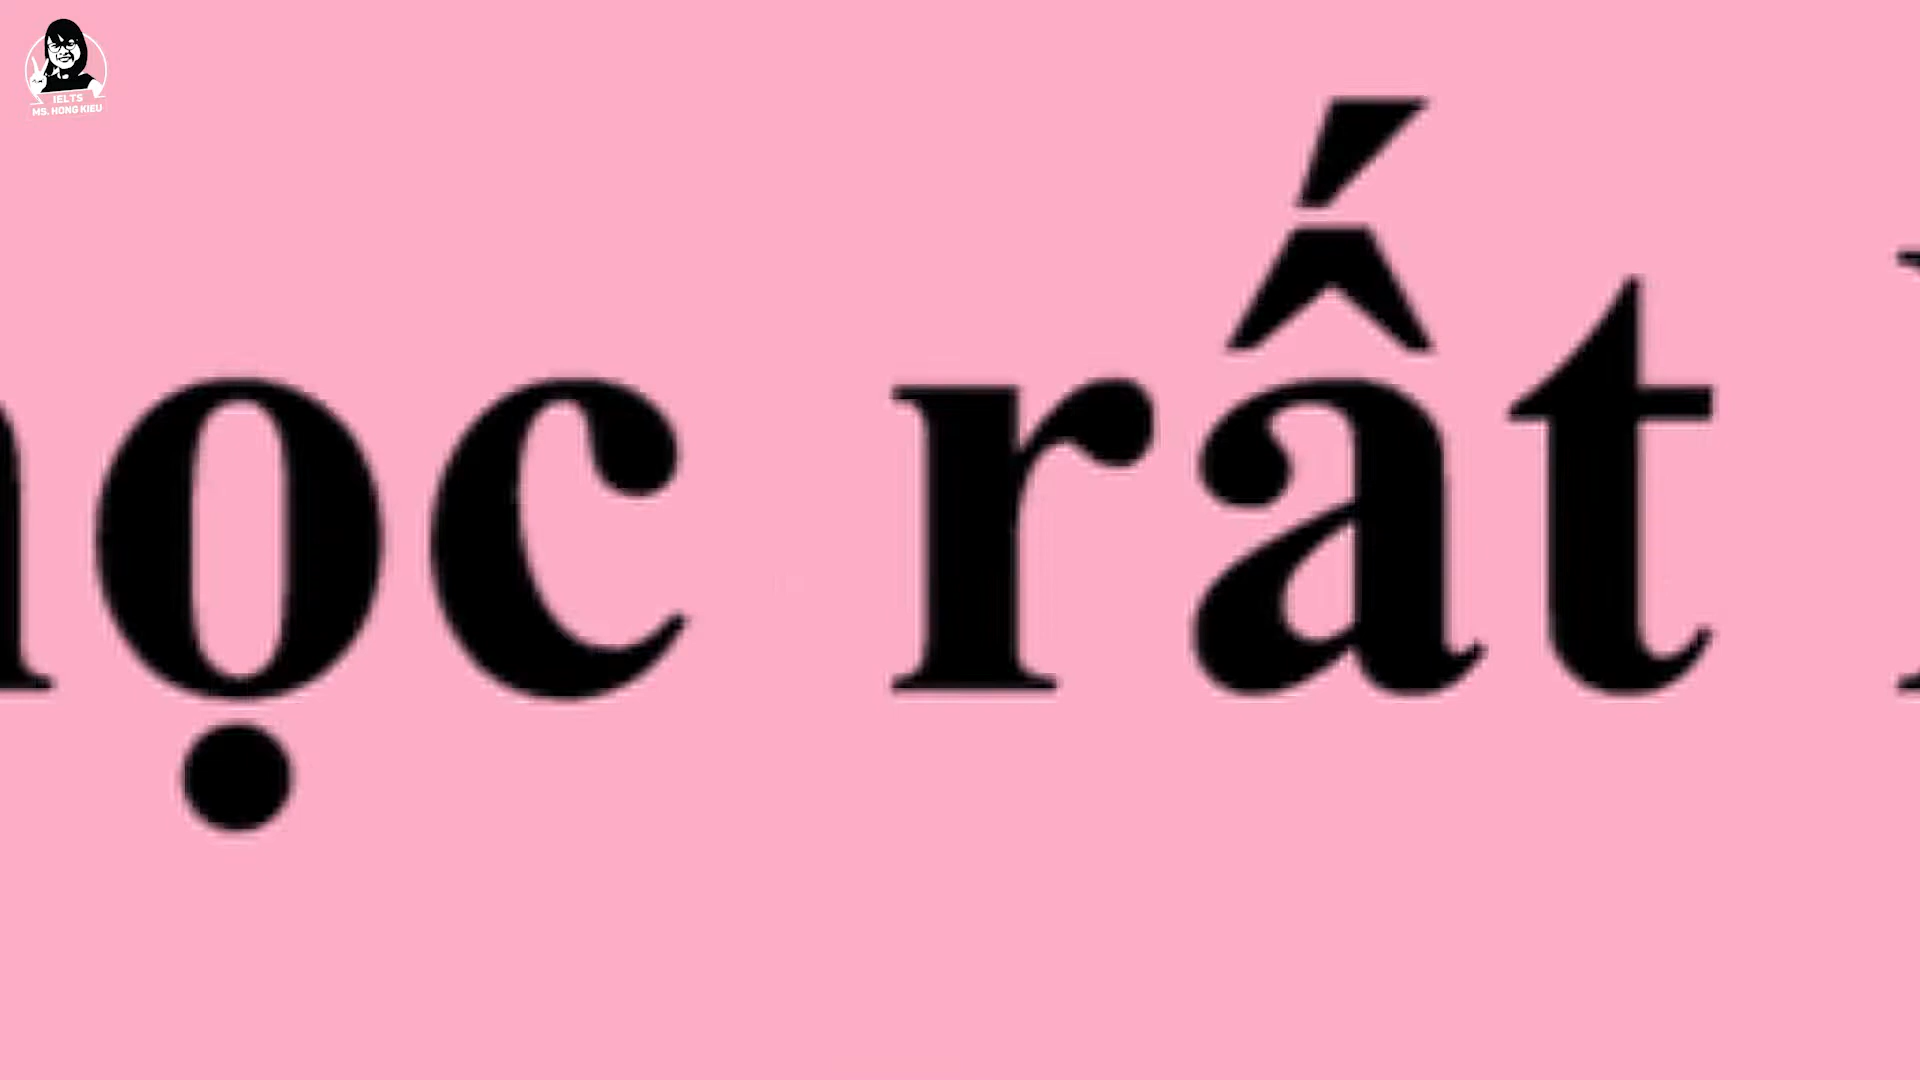 IELTS
MS. HONG KIEU
ọc rất